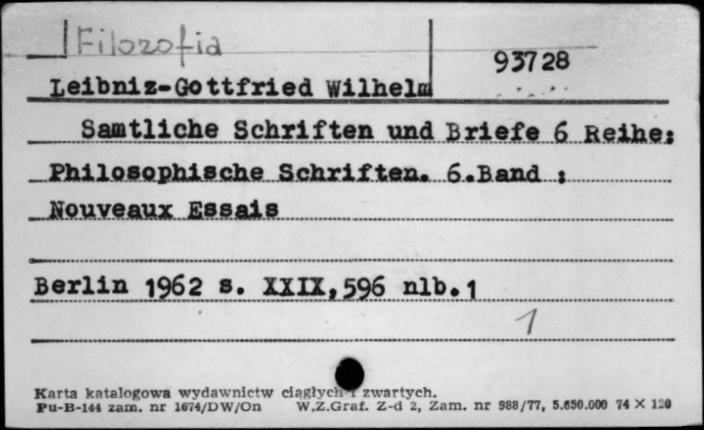 Filozofia
93728
Leibniz-Gottfried Wilhelm
Samtliche Schriften und Briefe 6 Reihe:
Philosophische Schriften. 6.Band :
Nouveaux Essais
Berlin 1962 s. XXIX,596 nlb.1
1
Karta katalogowa wydawnictw ciągłych i zwartych.
Pu-B-144 zam. nr 1674/DW/On W.Z.Graf. Z-d 2, Zam. nr 988/77, 5.650.000 74 X 120